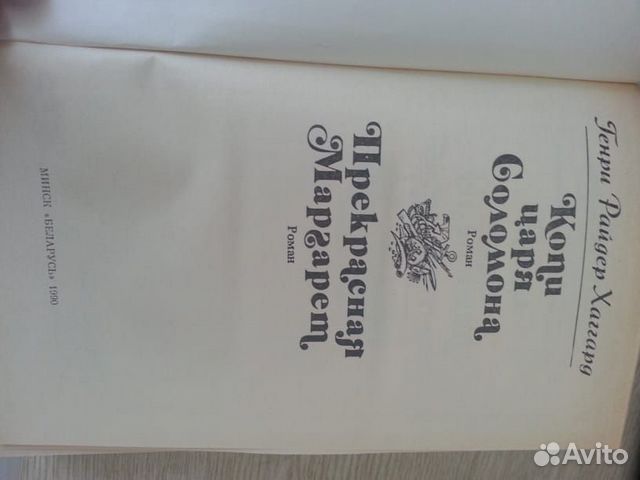 Генри Райдер Хаггард
Копи
царя
Соломона
Роман
Прекрасная
Маргарет
Роман
МИНСК «БЕЛАРУСЬ» 1990
Avito